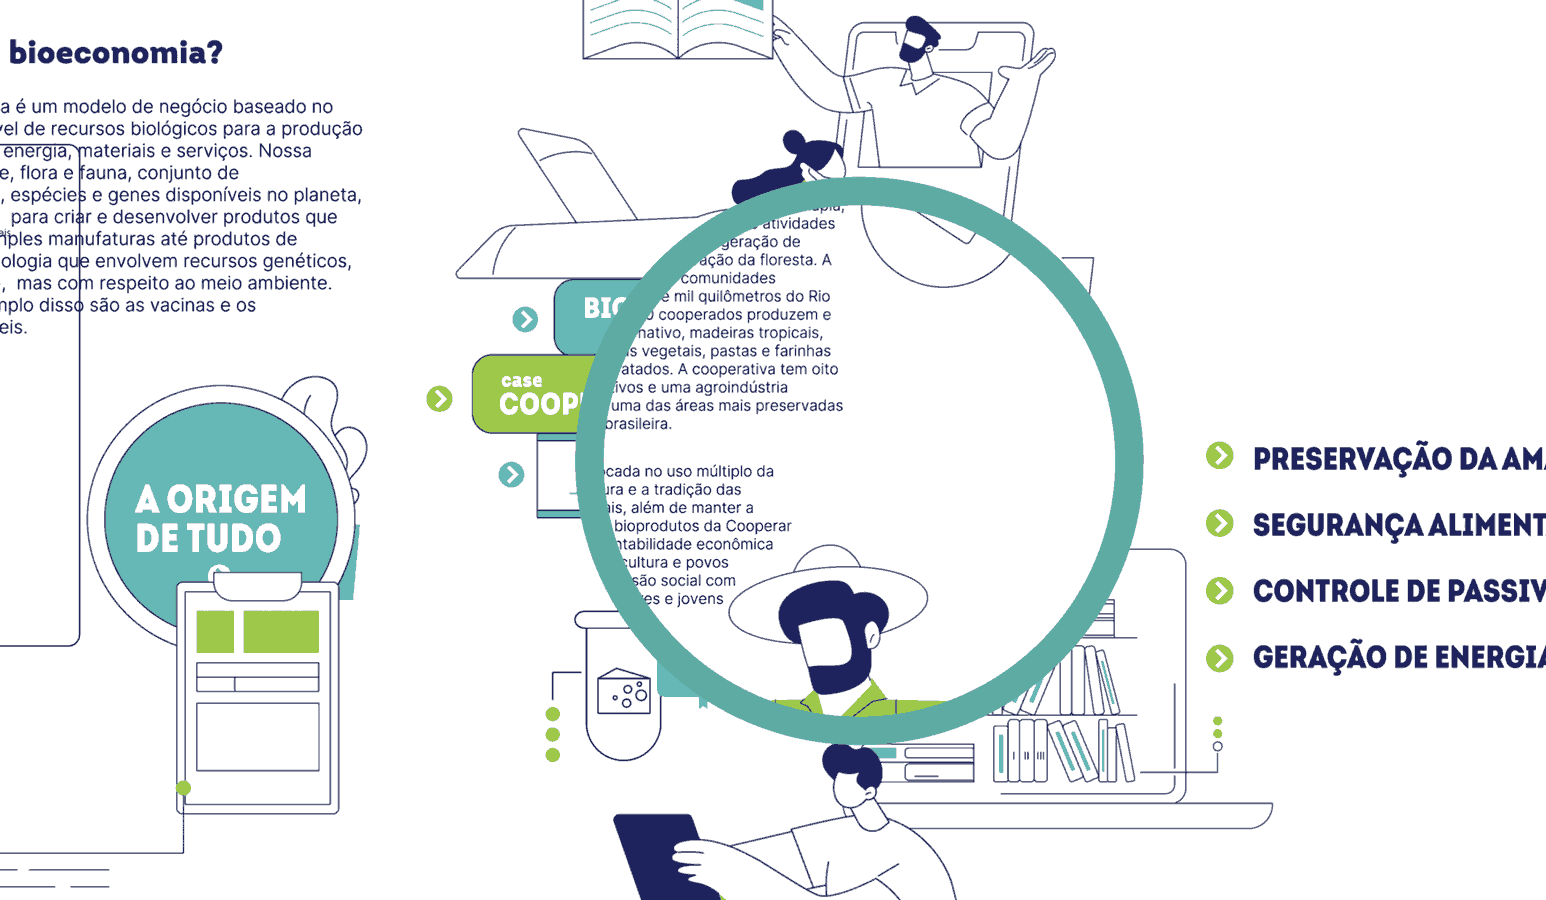 bioeconomia?
a é um modelo de negócio baseado no
vel de recursos biológicos para a produção
energia, materiais e serviços. Nossa
e, flora e fauna, conjunto de
, espécies e genes disponíveis no planeta,
para criar e desenvolver produtos que
mples manufaturas até produtos de
ologia que envolvem recursos genéticos,
, mas com respeito ao meio ambiente.
mplo disso são as vacinas e os
eis.
A ORIGEM
DE TUDO
BIO
case
COOP
atividades
geração de
ação da floresta. A
comunidades
e mil quilômetros do Rio
cooperados produzem e
nativo, madeiras tropicais,
s vegetais, pastas e farinhas
atados. A cooperativa tem oito
ivos e uma agroindústria
uma das áreas mais preservadas
brasileira.
ocada no uso múltiplo da
ura e a tradição das
ais, além de manter a
bioprodutos da Cooperar
ntabilidade econômica
cultura e povos
são social com
es e jovens
PRESERVAÇÃO DA AM
SEGURANÇA ALIMENT
CONTROLE DE PASSIV
GERAÇÃO DE ENERGIA